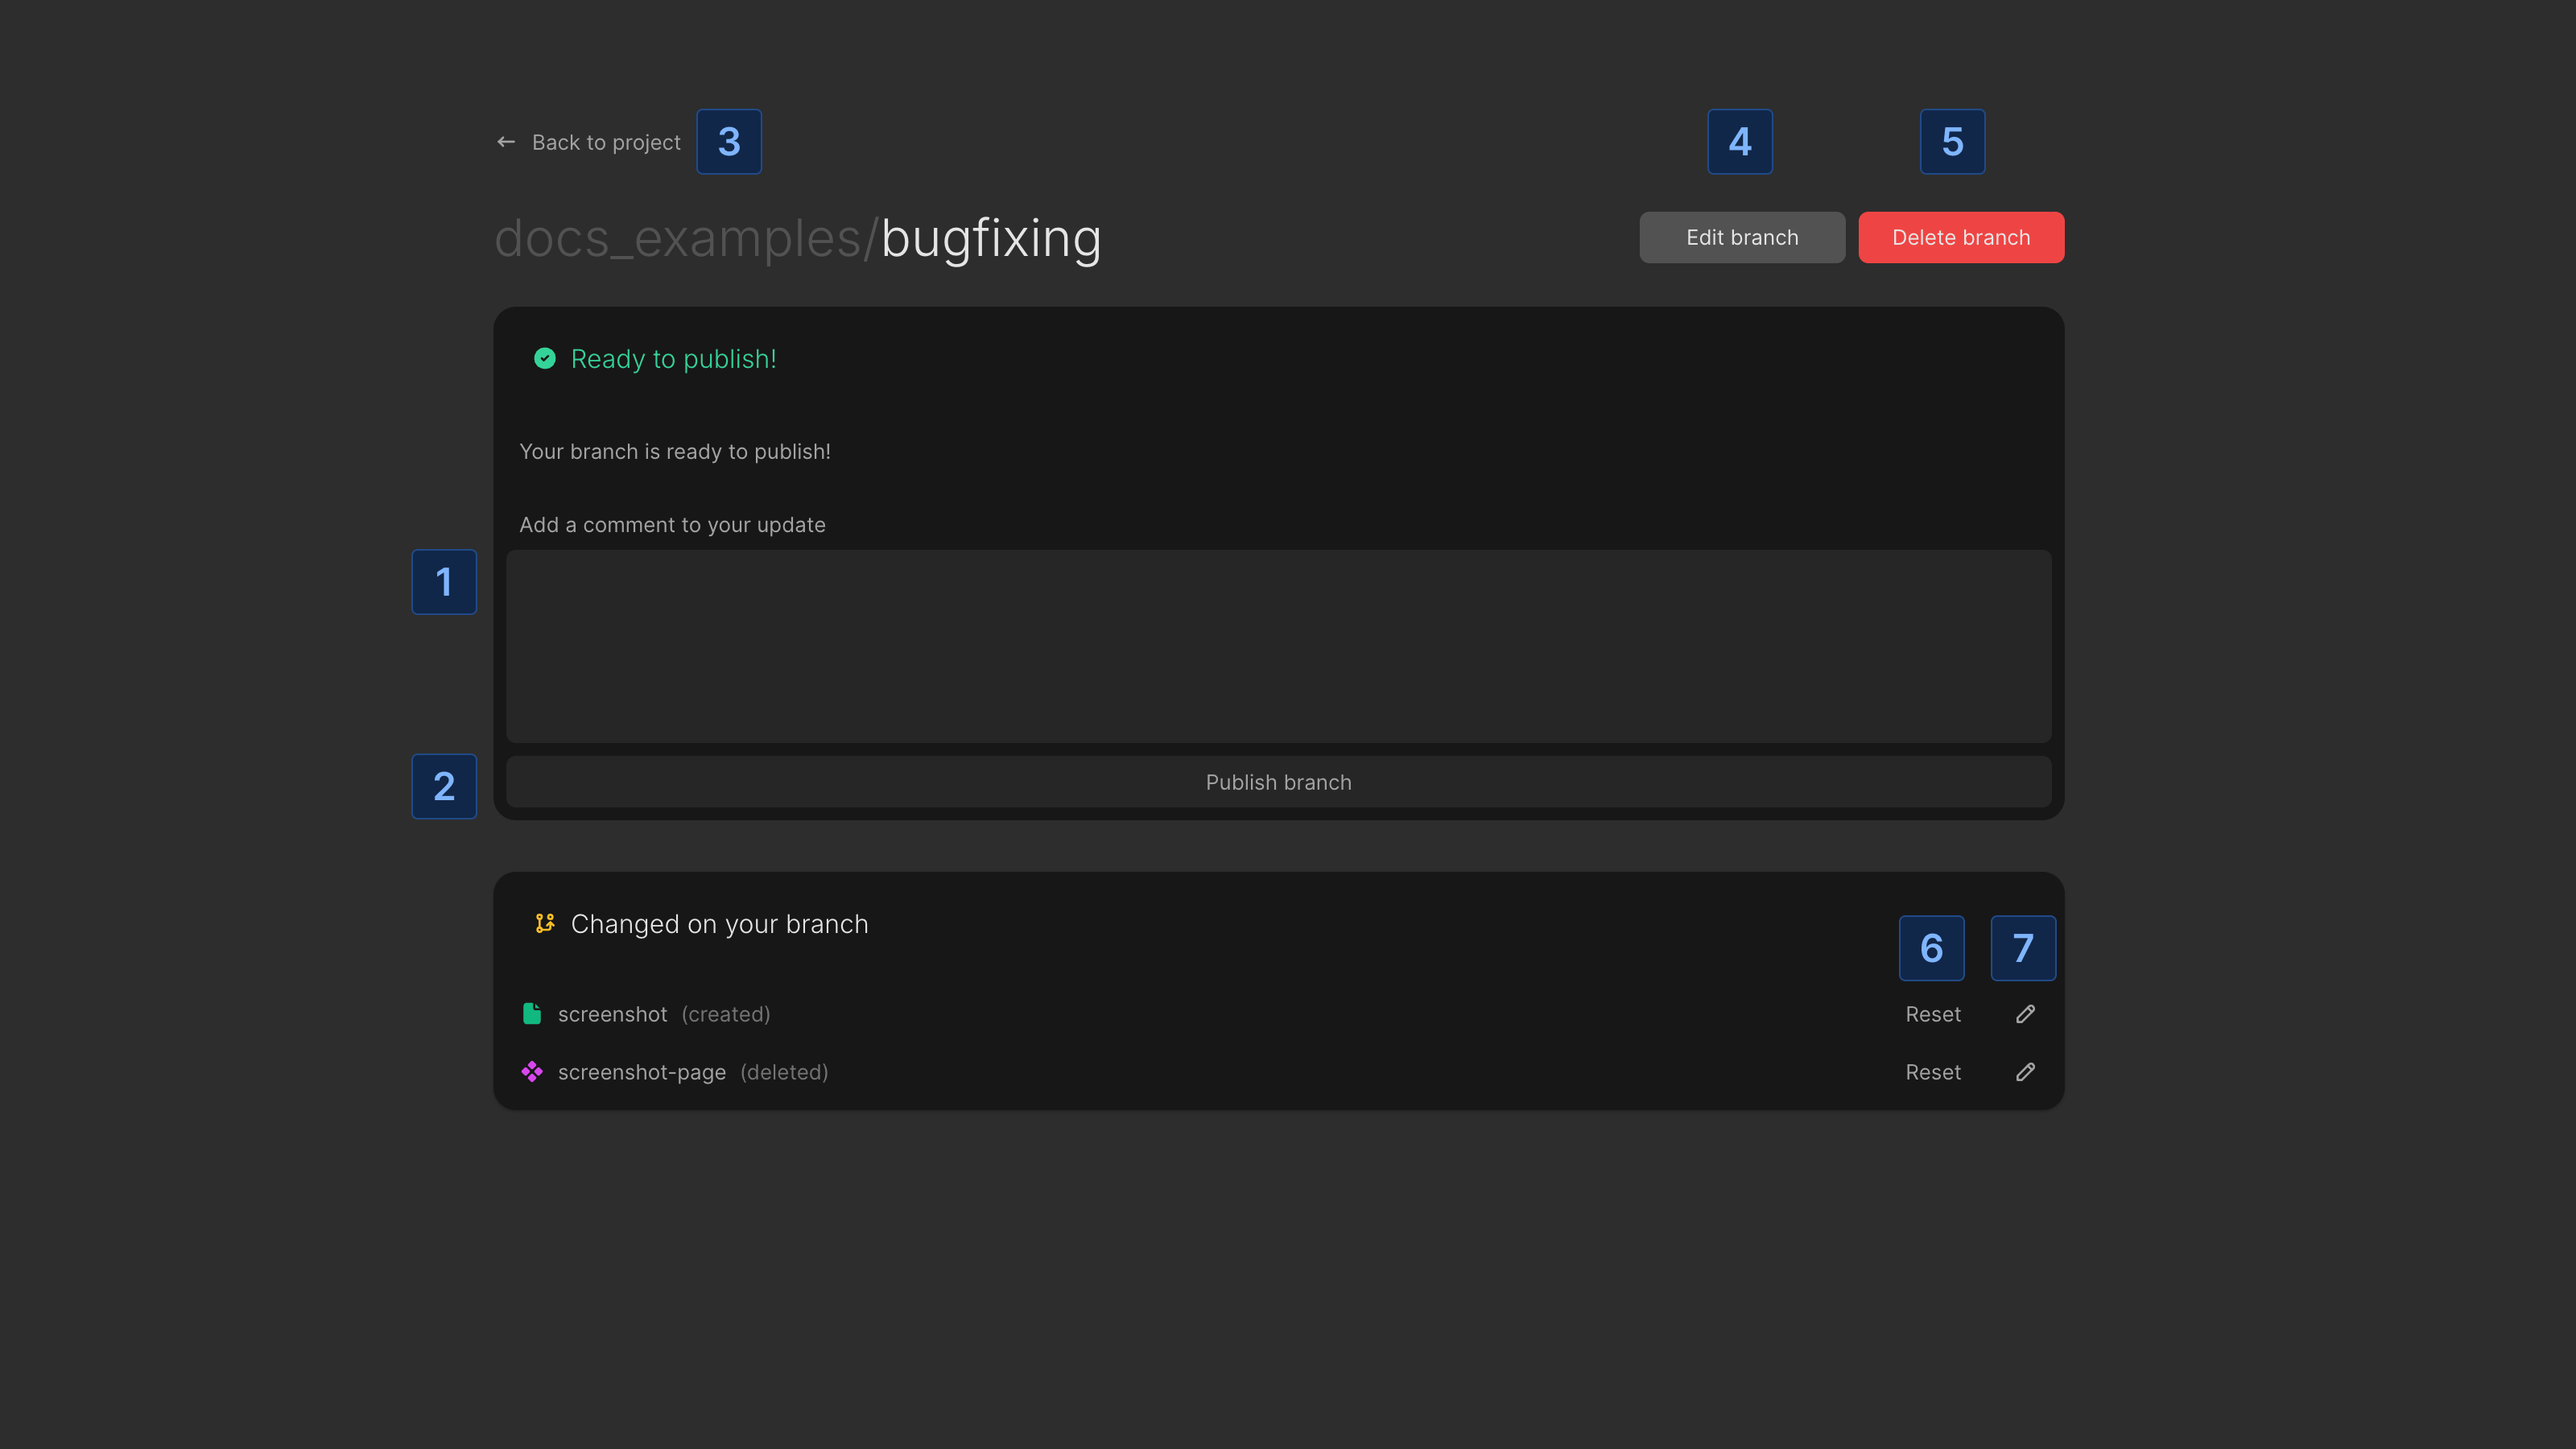 Back to project 3 4 5
docs_examples/bugfixing Edit branch Delete branch
Ready to publish!
Your branch is ready to publish!
Add a comment to your update
1
2 Publish branch
Changed on your branch
6 7
screenshot (created) Reset
screenshot-page (deleted) Reset